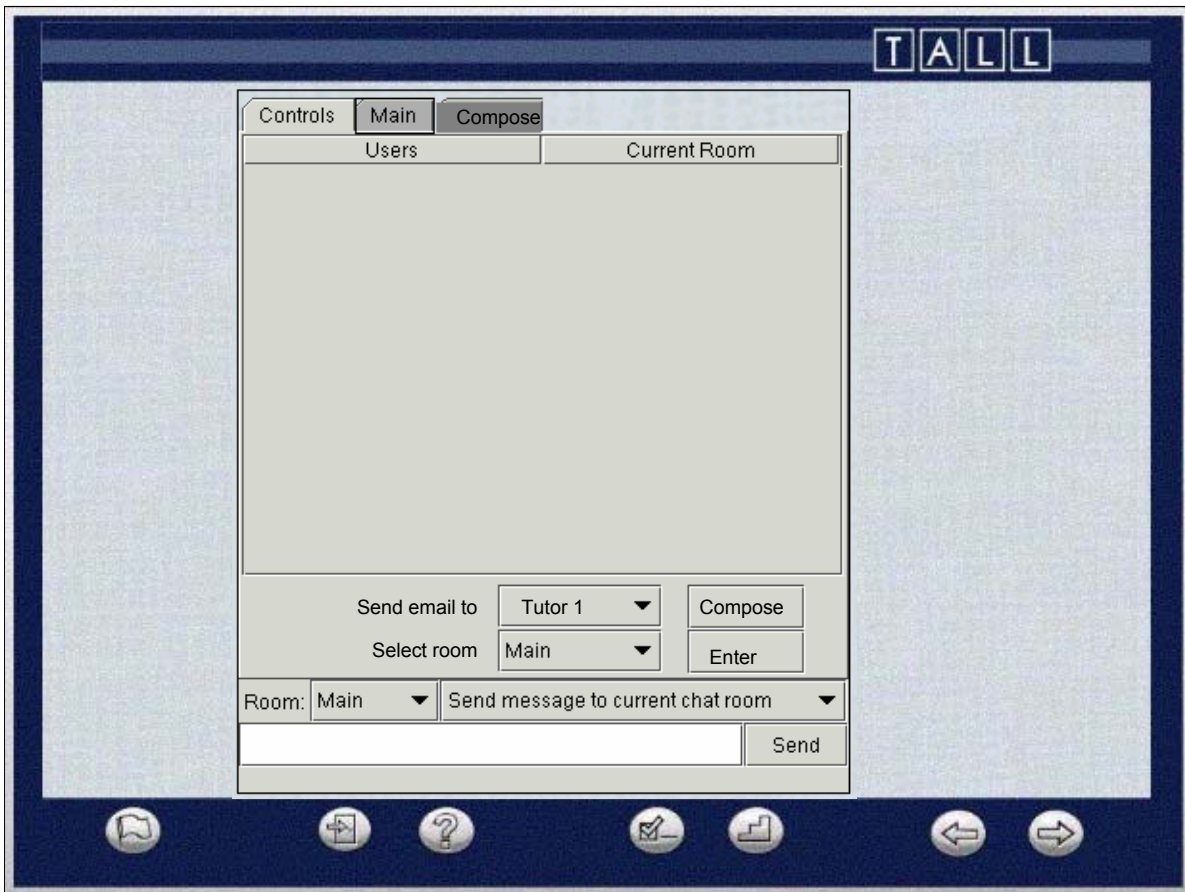 TALL
Controls Main Compose
Users Current Room
Send email to Tutor 1 Compose
Select room Main Enter
Room: Main Send message to current chat room
Send